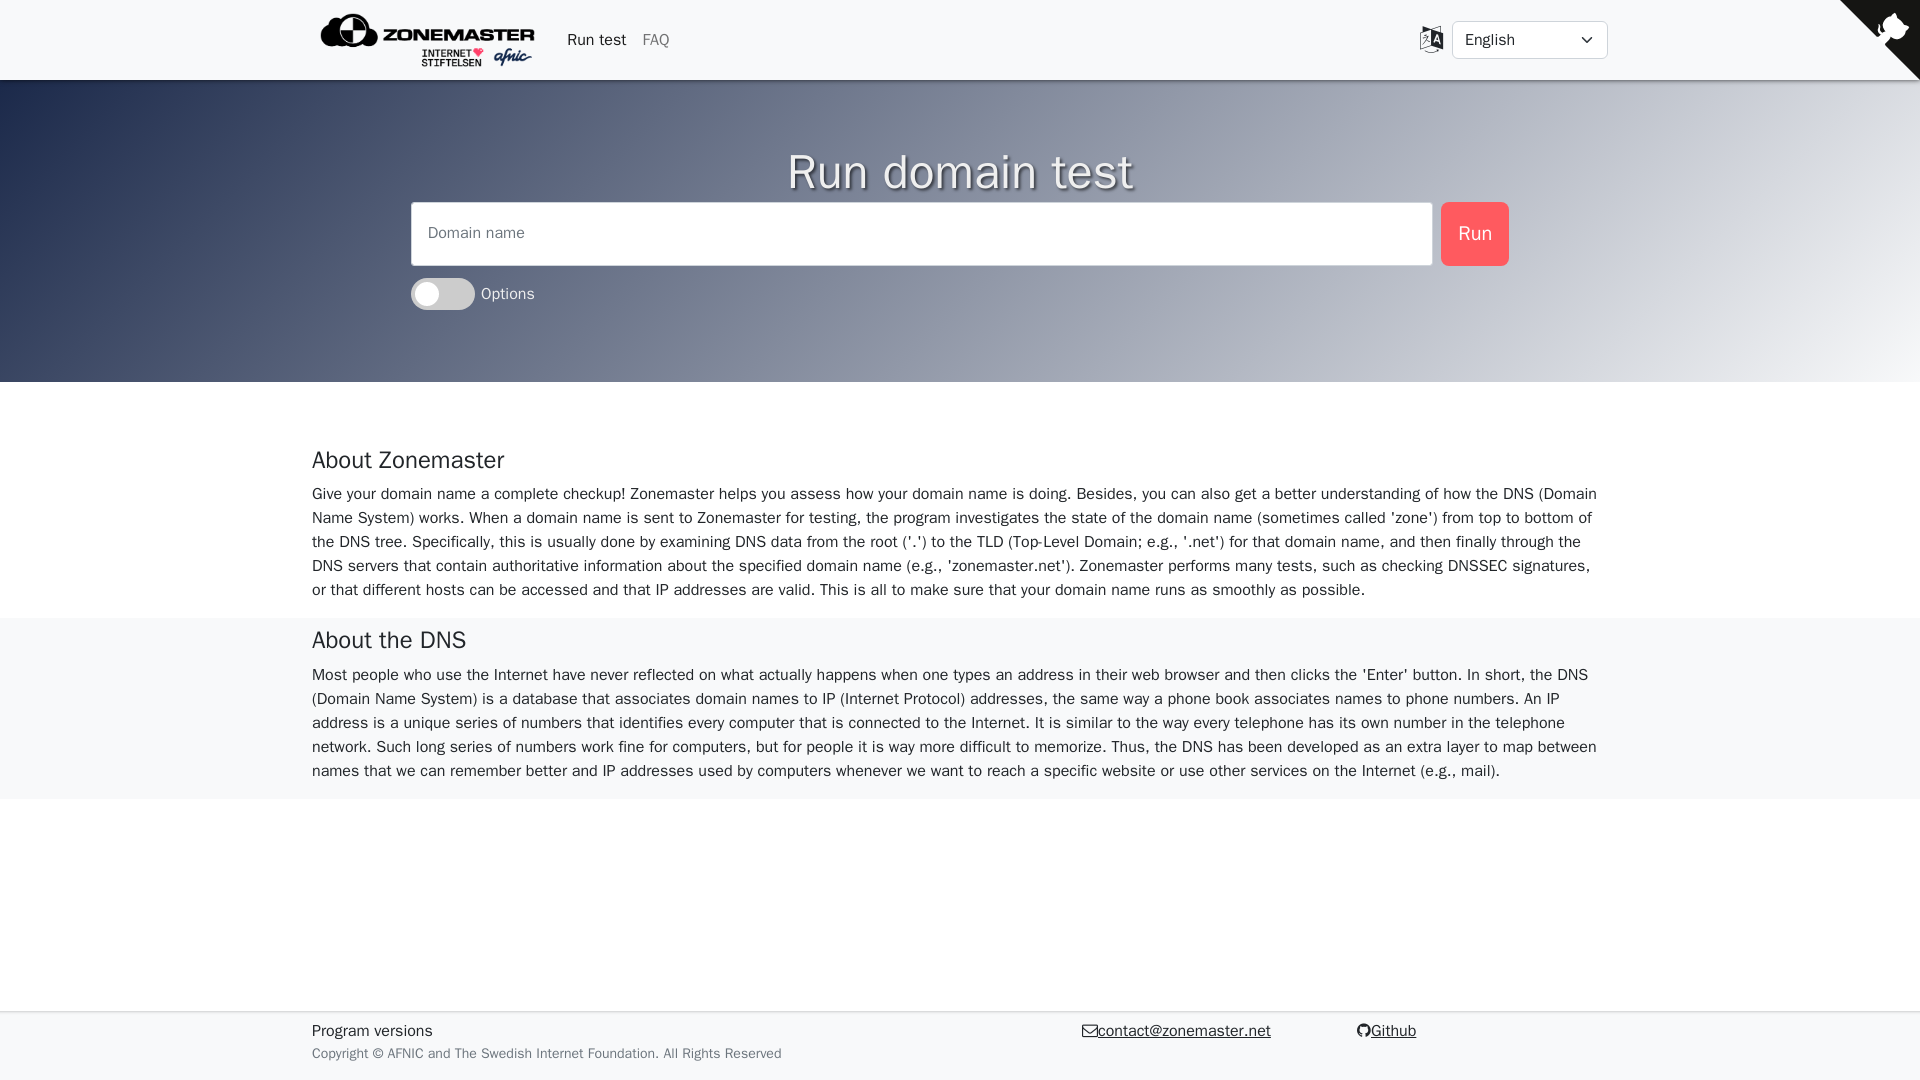 ZONEMASTER
INTERNET
STIFTELSEN afnic
Run test
FAQ
English
Run domain test
Domain name
Run
Options
About Zonemaster
Give your domain name a complete checkup! Zonemaster helps you assess how your domain name is doing. Besides, you can also get a better understanding of how the DNS (Domain
Name System) works. When a domain name is sent to Zonemaster for testing, the program investigates the state of the domain name (sometimes called 'zone') from top to bottom of
the DNS tree. Specifically, this is usually done by examining DNS data from the root ('.') to the TLD (Top-Level Domain; e.g., '.net') for that domain name, and then finally through the
DNS servers that contain authoritative information about the specified domain name (e.g., 'zonemaster.net'). Zonemaster performs many tests, such as checking DNSSEC signatures,
or that different hosts can be accessed and that IP addresses are valid. This is all to make sure that your domain name runs as smoothly as possible.
About the DNS
Most people who use the Internet have never reflected on what actually happens when one types an address in their web browser and then clicks the 'Enter' button. In short, the DNS
(Domain Name System) is a database that associates domain names to IP (Internet Protocol) addresses, the same way a phone book associates names to phone numbers. An IP
address is a unique series of numbers that identifies every computer that is connected to the Internet. It is similar to the way every telephone has its own number in the telephone
network. Such long series of numbers work fine for computers, but for people it is way more difficult to memorize. Thus, the DNS has been developed as an extra layer to map between
names that we can remember better and IP addresses used by computers whenever we want to reach a specific website or use other services on the Internet (e.g., mail).
Program versions
Copyright © AFNIC and The Swedish Internet Foundation. All Rights Reserved
contact@zonemaster.net
Github